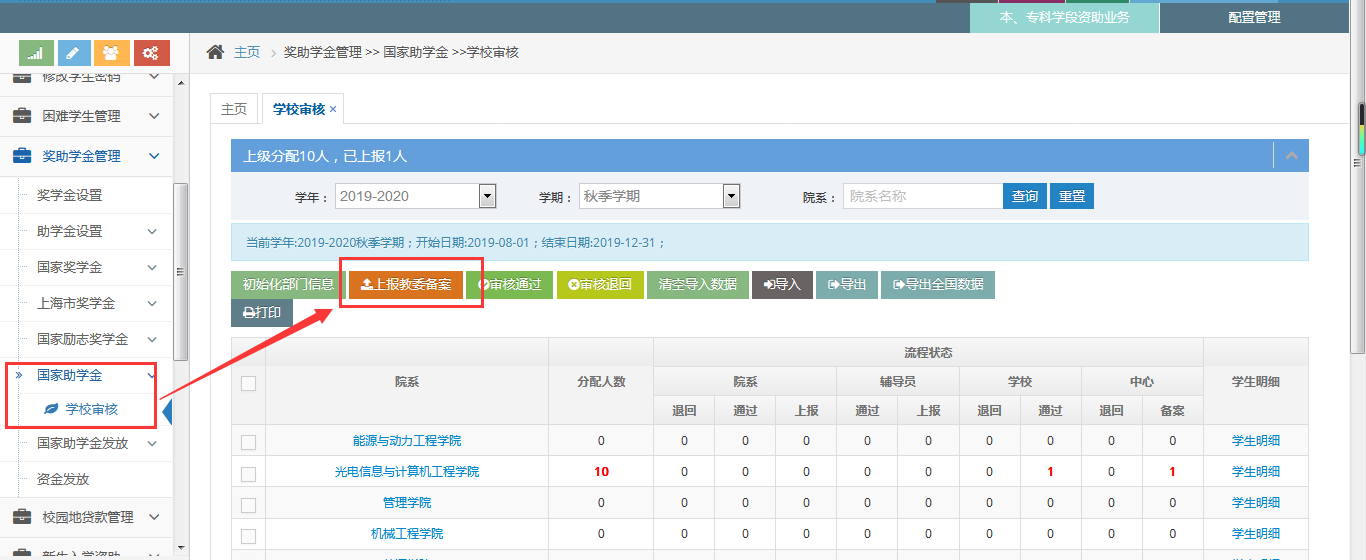 本、专科学段资助业务
配置管理
主页 > 奖助学金管理 >> 国家助学金 >>学校审核
修改学生密码
困难学生管理
奖助学金管理
奖学金设置
助学金设置
国家奖学金
上海市奖学金
国家励志奖学金
国家助学金
学校审核
国家助学金发放
资金发放
校园地贷款管理
新生入学资助
主页 学校审核 ×
上级分配10人，已上报1人
学年： 2019-2020 学期： 秋季学期 院系： 院系名称 查询 重置
当前学年:2019-2020秋季学期；开始日期:2019-08-01；结束日期:2019-12-31；
初始化部门信息 上报教委备案 审核通过 审核退回 清空导入数据 导入 导出 导出全国数据
打印
院系 分配人数 流程状态 学生明细
院系 辅导员 学校 中心
退回 通过 上报 通过 上报 退回 通过 退回 备案
能源与动力工程学院 0 0 0 0 0 0 0 0 0 0 学生明细
光电信息与计算机工程学院 10 0 0 0 0 0 0 1 0 1 学生明细
管理学院 0 0 0 0 0 0 0 0 0 0 学生明细
机械工程学院 0 0 0 0 0 0 0 0 0 0 学生明细